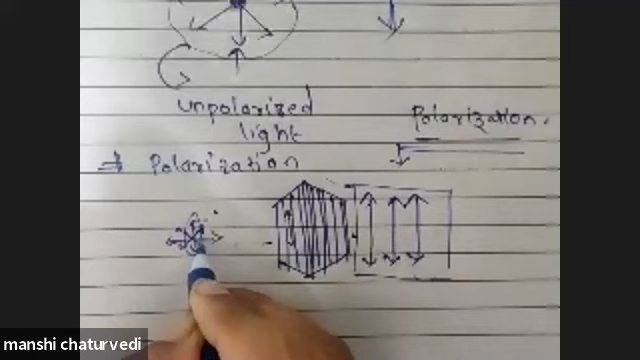 unpolarized
light
Polarization.
⇒ Polarization
manshi chaturvedi